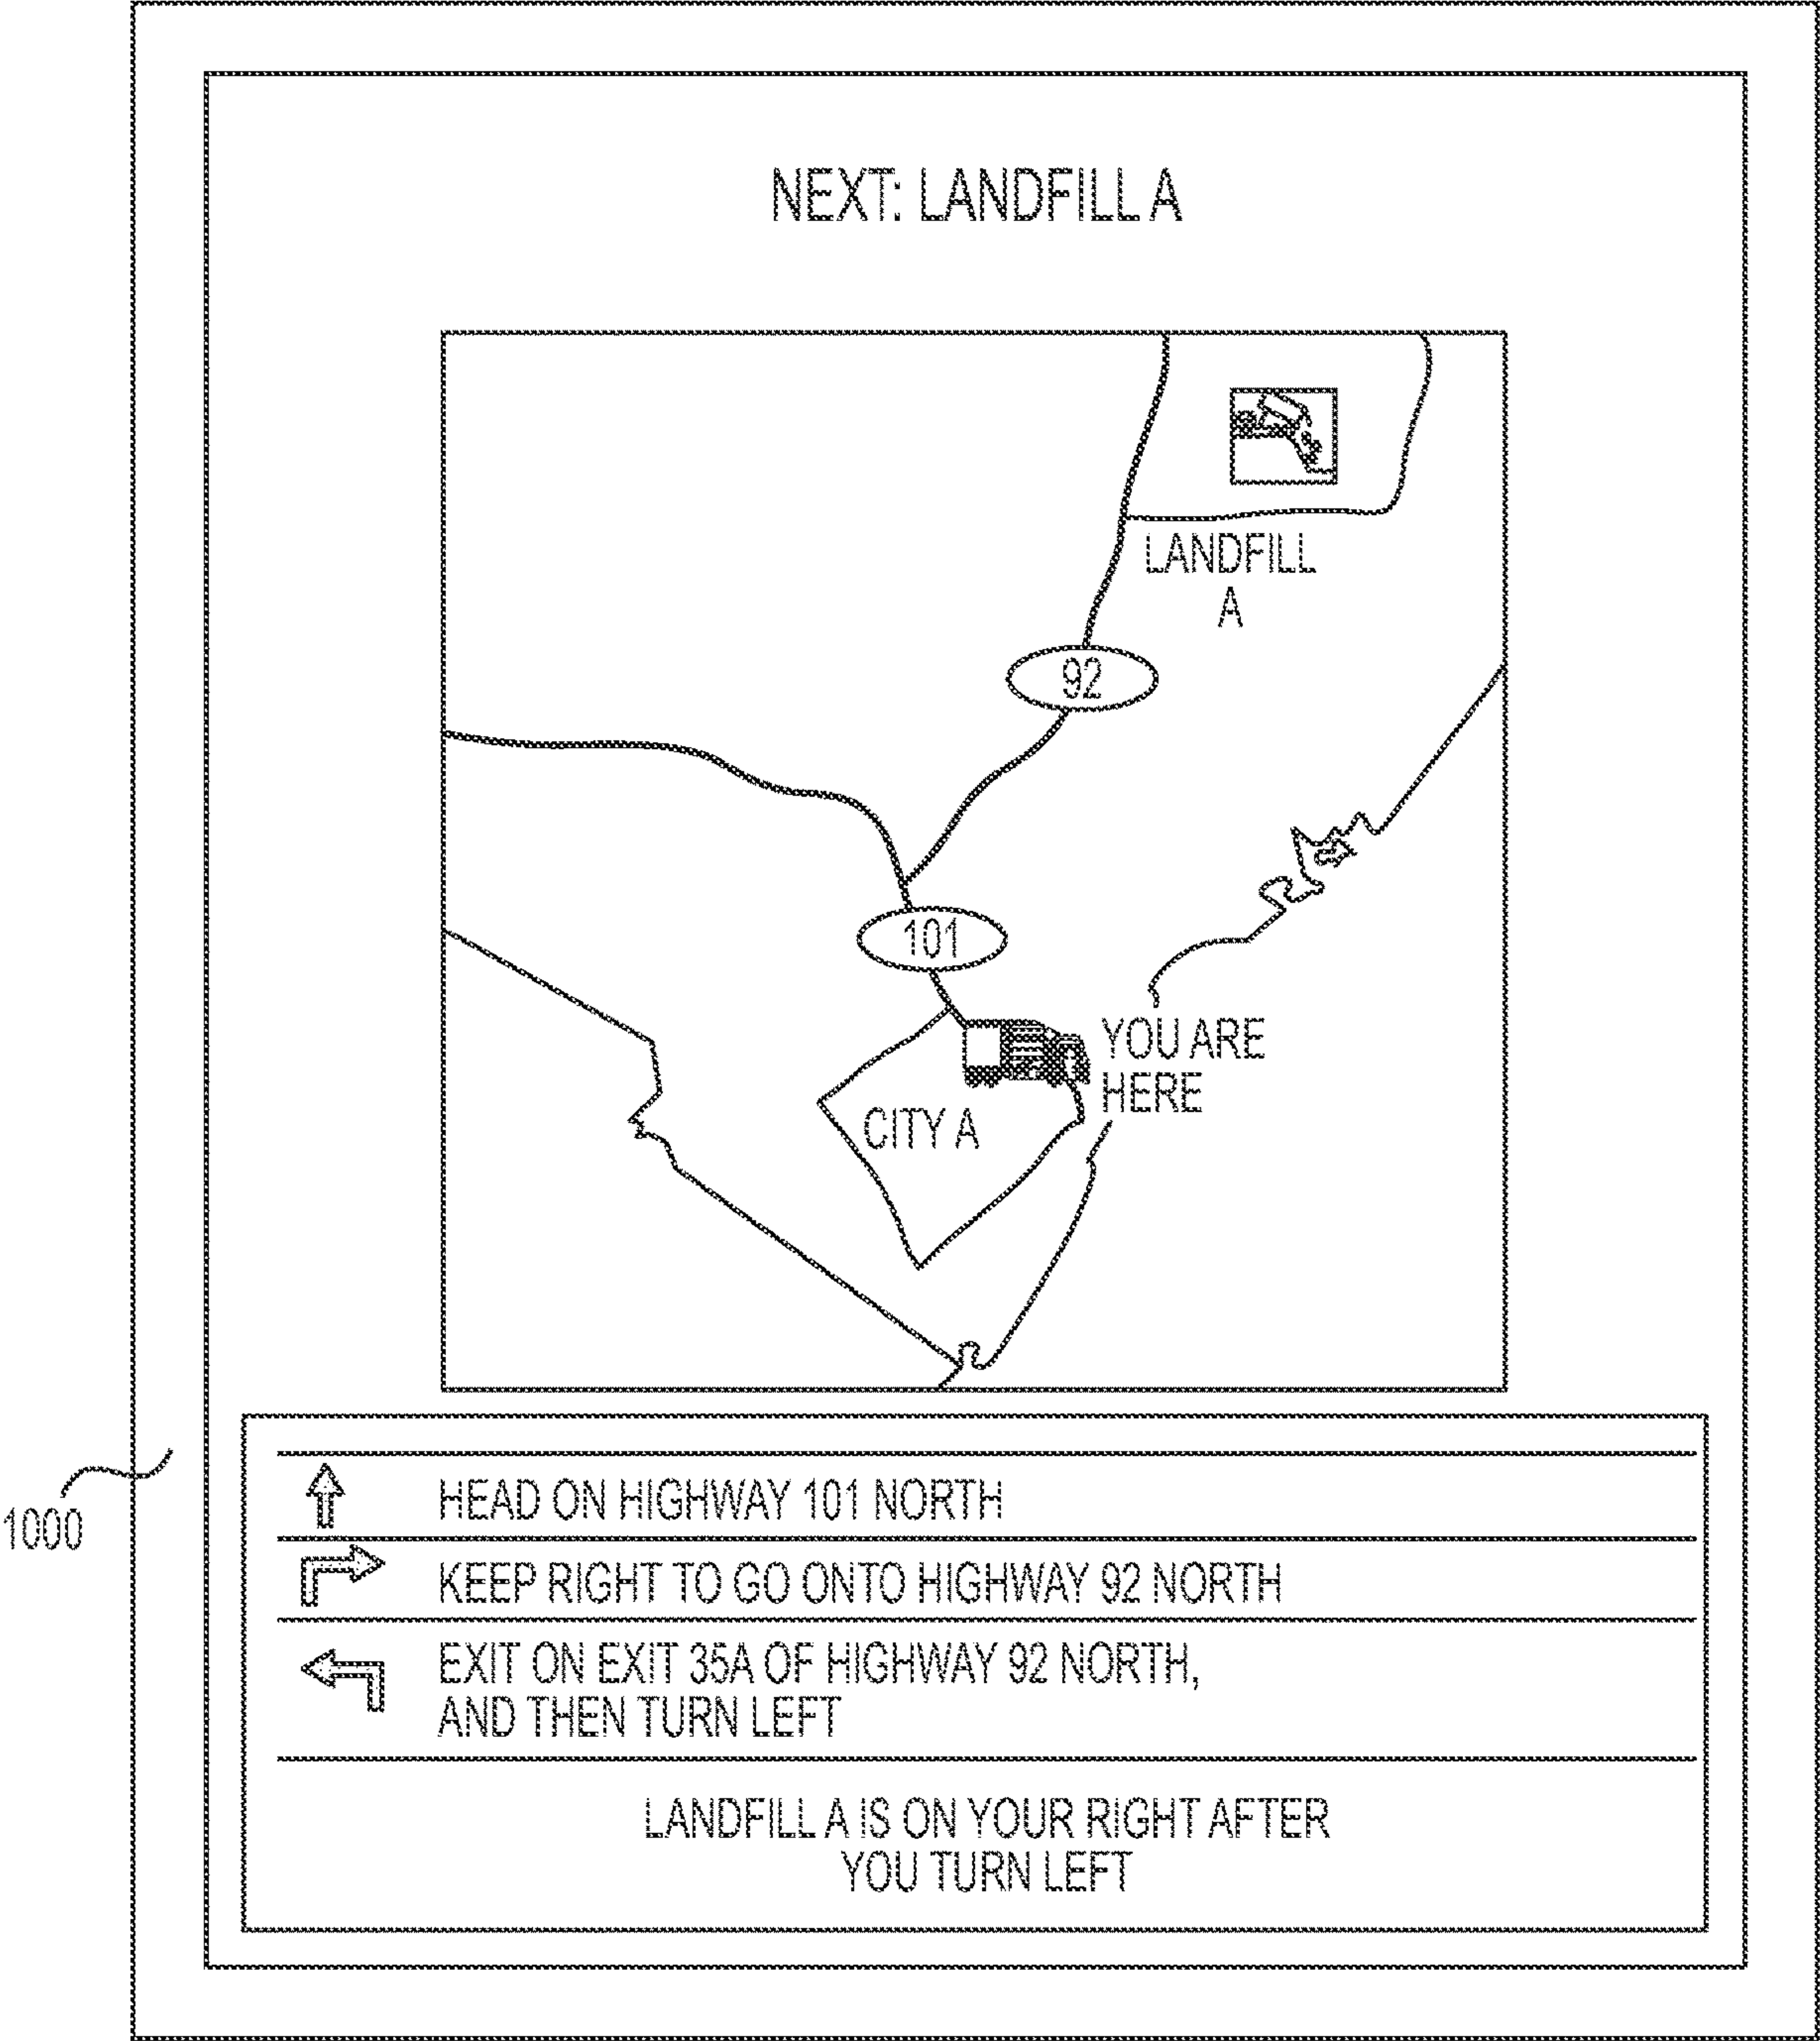 NEXT: LANDFILL A
LANDFILL
A
92
101
YOU ARE
HERE
CITY A
1000
HEAD ON HIGHWAY 101 NORTH
KEEP RIGHT TO GO ONTO HIGHWAY 92 NORTH
EXIT ON EXIT 35A OF HIGHWAY 92 NORTH,
AND THEN TURN LEFT
LANDFILL A IS ON YOUR RIGHT AFTER
YOU TURN LEFT